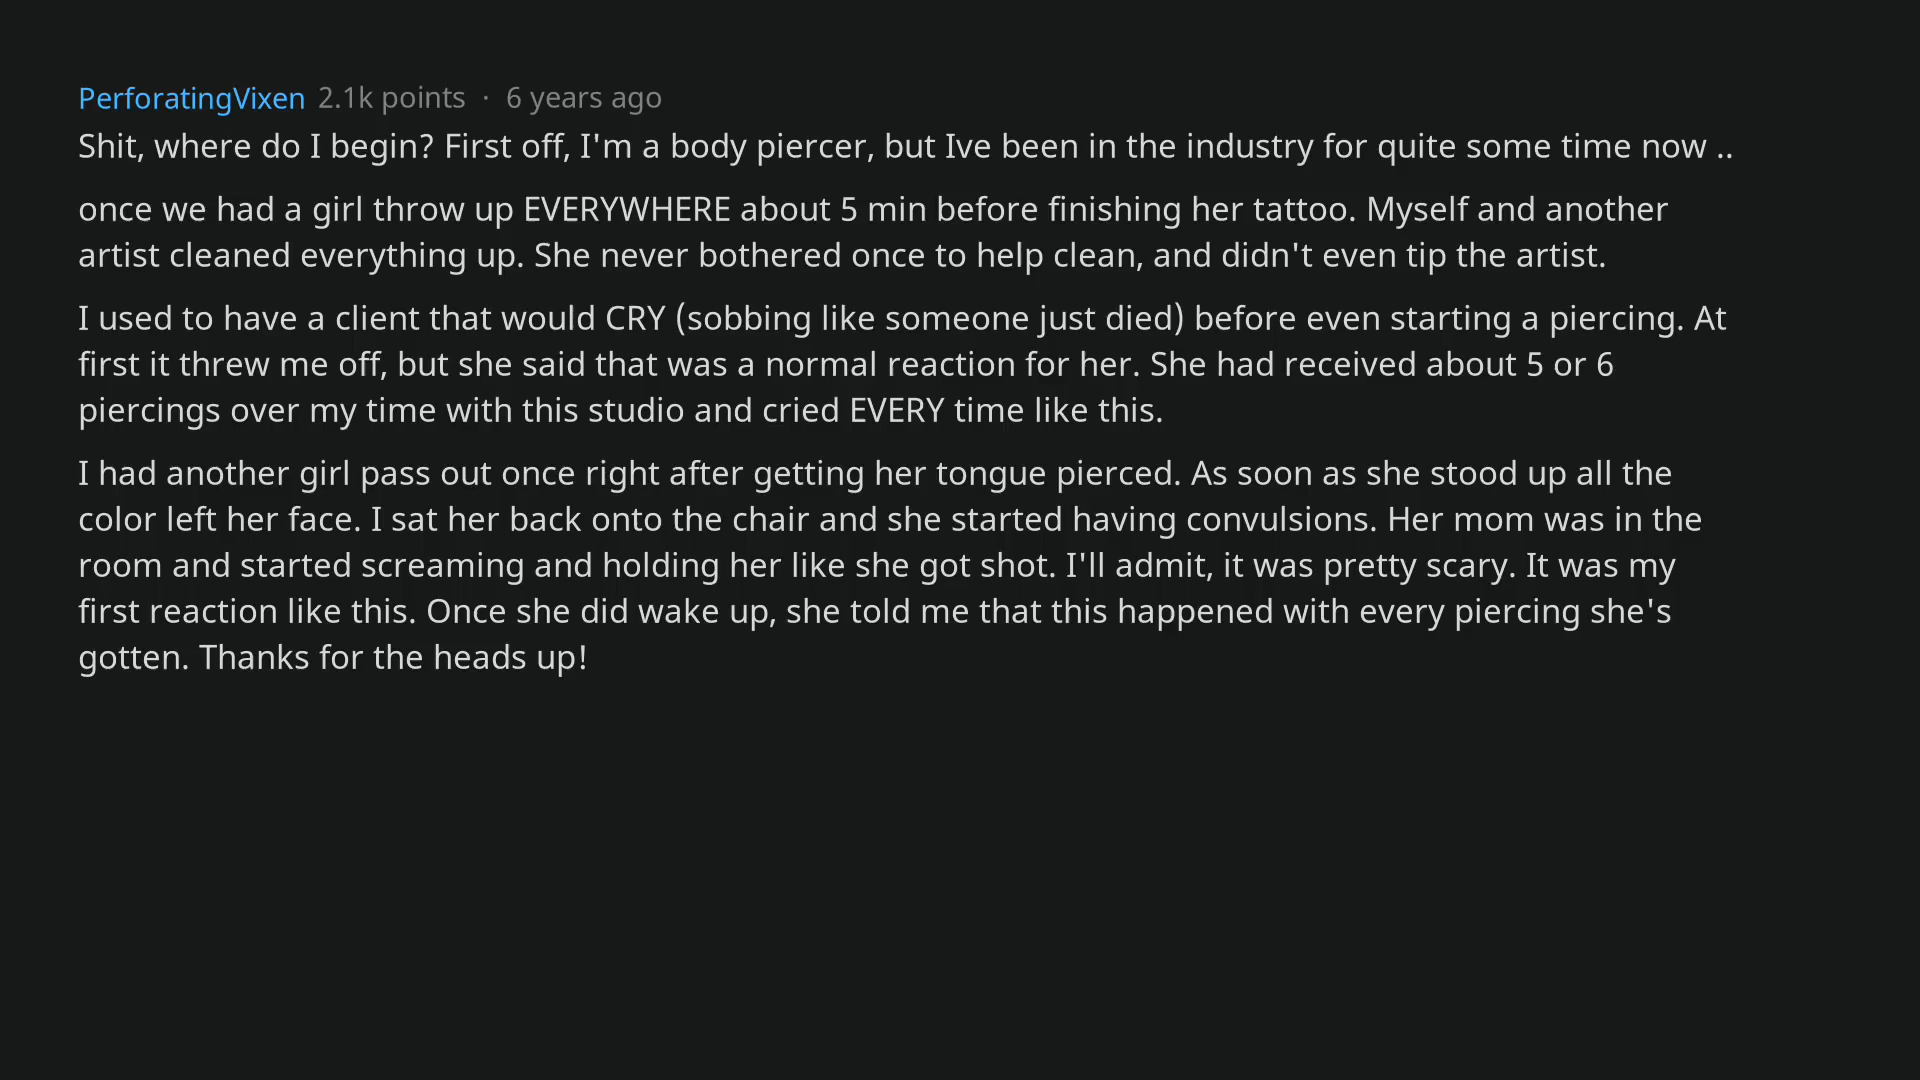 PerforatingVixen 2.1k points · 6 years ago
Shit, where do I begin? First off, I'm a body piercer, but Ive been in the industry for quite some time now ..
once we had a girl throw up EVERYWHERE about 5 min before finishing her tattoo. Myself and another
artist cleaned everything up. She never bothered once to help clean, and didn't even tip the artist.
I used to have a client that would CRY (sobbing like someone just died) before even starting a piercing. At
first it threw me off, but she said that was a normal reaction for her. She had received about 5 or 6
piercings over my time with this studio and cried EVERY time like this.
I had another girl pass out once right after getting her tongue pierced. As soon as she stood up all the
color left her face. I sat her back onto the chair and she started having convulsions. Her mom was in the
room and started screaming and holding her like she got shot. I'll admit, it was pretty scary. It was my
first reaction like this. Once she did wake up, she told me that this happened with every piercing she's
gotten. Thanks for the heads up!